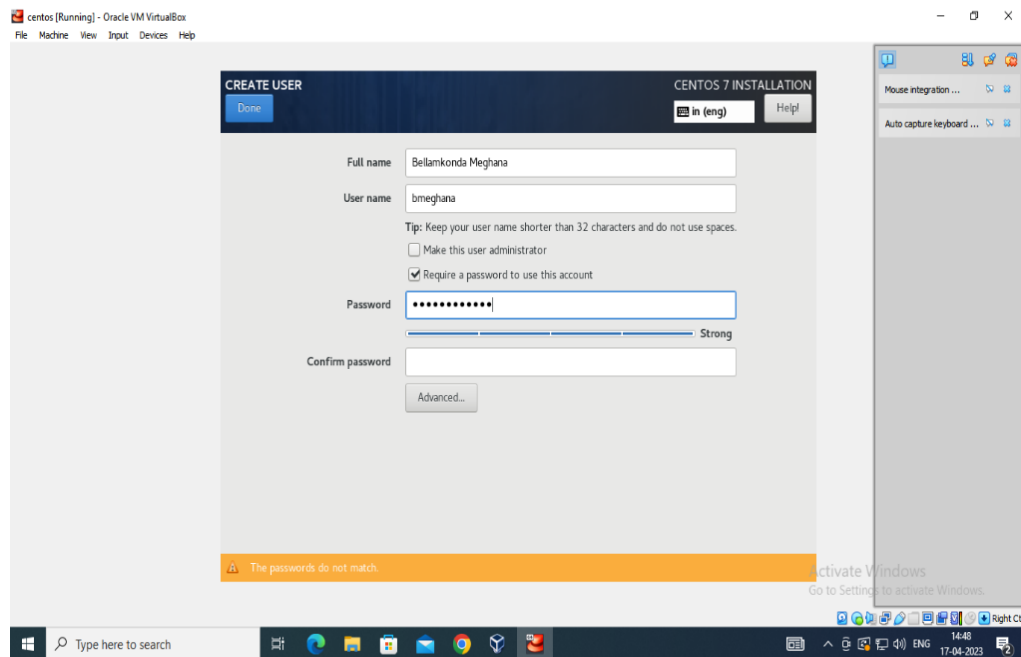 centos [Running] - Oracle VM VirtualBox
File Machine View Input Devices Help
CREATE USER
CENTOS 7 INSTALLATION
Done
in (eng)
Help!
Mouse integration ...
Auto capture keyboard ...
Full name
Bellamkonda Meghana
User name
bmeghana
Tip: Keep your user name shorter than 32 characters and do not use spaces.
Make this user administrator
Require a password to use this account
Password
••••••••••••
Strong
Confirm password
Advanced...
The passwords do not match.
Activate Windows
Go to Settings to activate Windows.
Right Ct
Type here to search
ENG
14:48
17-04-2023
2